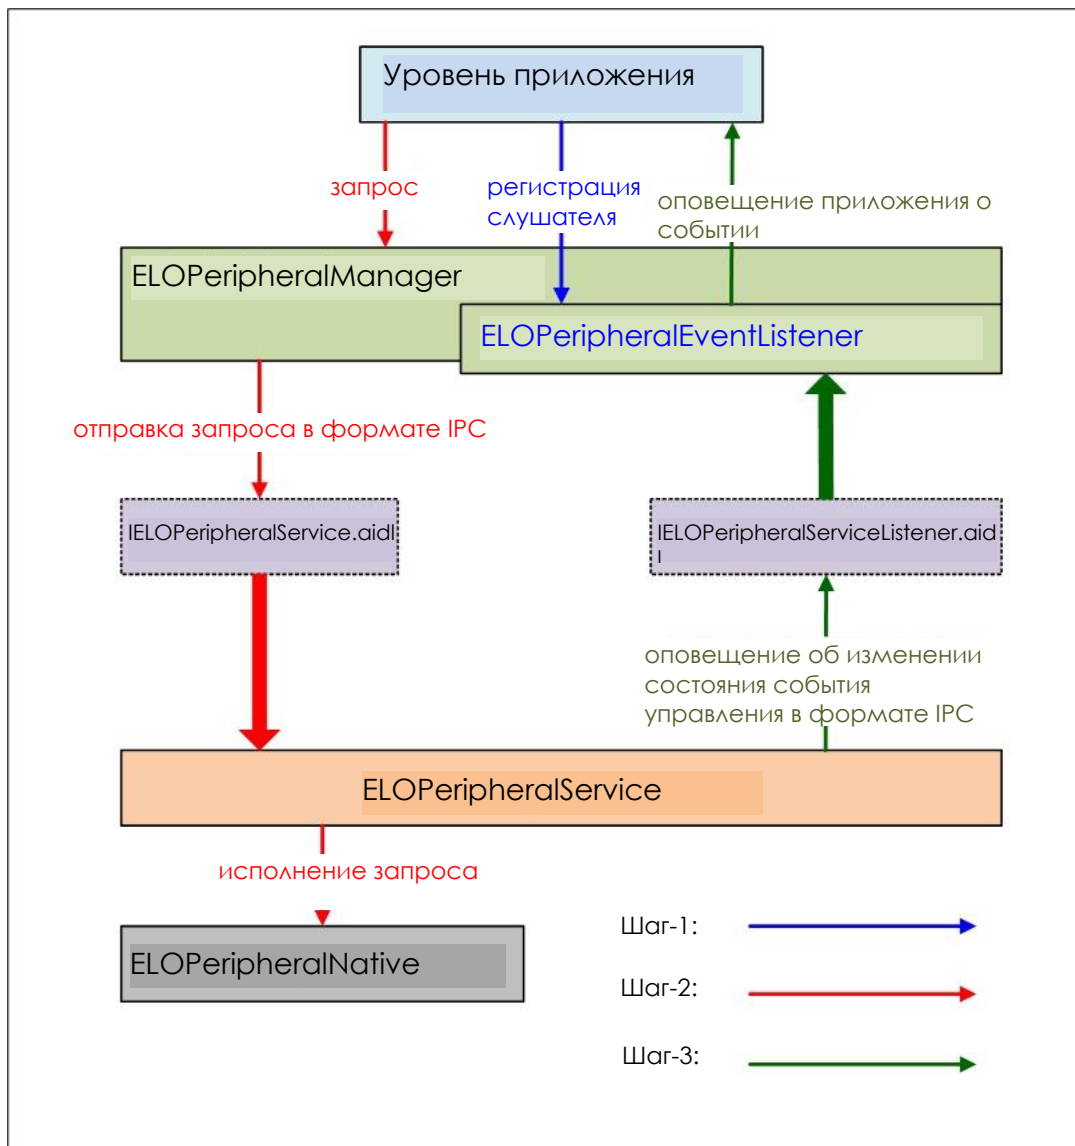 Уровень приложения
запрос
регистрация
слушателя
оповещение приложения о
событии
ELOPeripheralManager
ELOPeripheralEventListener
отправка запроса в формате IPC
IELOPeripheralService.aidl
IELOPeripheralServiceListener.aid
l
оповещение об изменении
состояния события
управления в формате IPC
ELOPeripheralService
исполнение запроса
ELOPeripheralNative
Шаг-1:
Шаг-2:
Шаг-3: